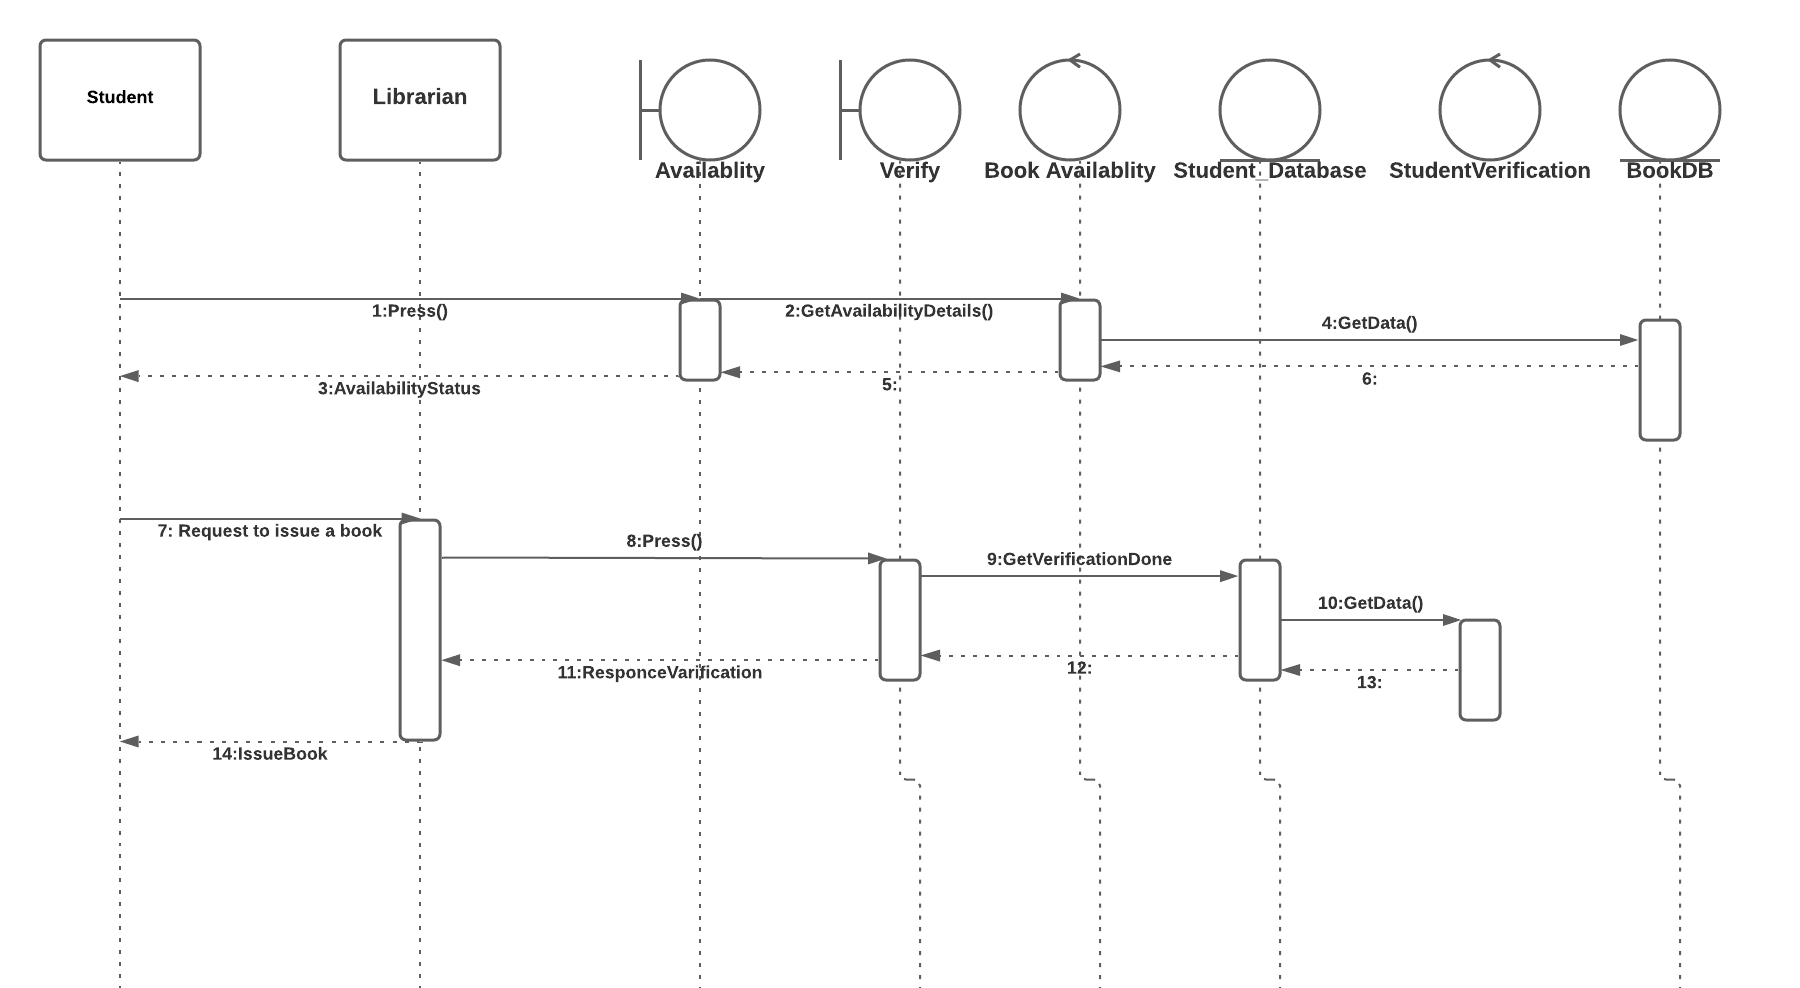 Student
Librarian
Availablity
Verify
Book Availablity
Student_Database
StudentVerification
BookDB
1:Press()
2:GetAvailabilityDetails()
4:GetData()
3:AvailabilityStatus
5:
6:
7: Request to issue a book
8:Press()
9:GetVerificationDone
10:GetData()
11:ResponceVarification
12:
13:
14:IssueBook